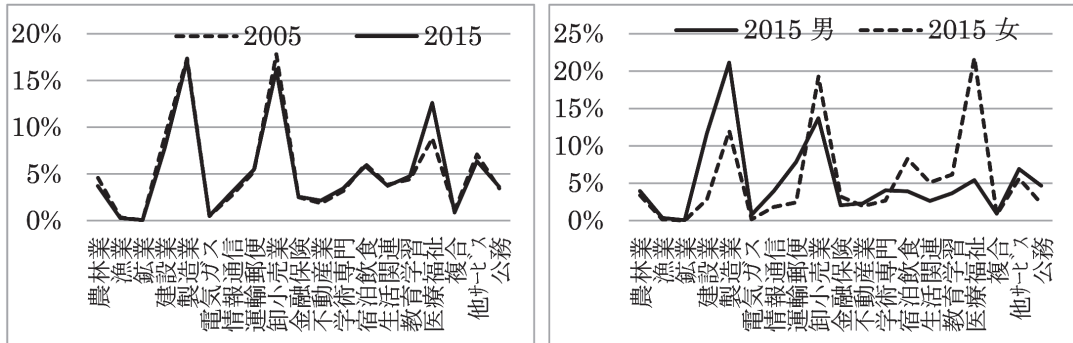 2005
2015
20%
15%
10%
5%
0%
農林業
漁業
鉱業
建設業
製造業
電気ガス
情報通信
運輸郵便
卸小売業
金融保険
不動産業
学術専門
宿泊飲食
生活関連
教育学習
医療福祉
複合
他ｻｰﾋﾞｽ
公務
2015 男
2015 女
25%
20%
15%
10%
5%
0%
農林業
漁業
鉱業
建設業
製造業
電気ガス
情報通信
運輸郵便
卸小売業
金融保険
不動産業
学術専門
宿泊飲食
生活関連
教育学習
医療福祉
複合
他ｻｰﾋﾞｽ
公務